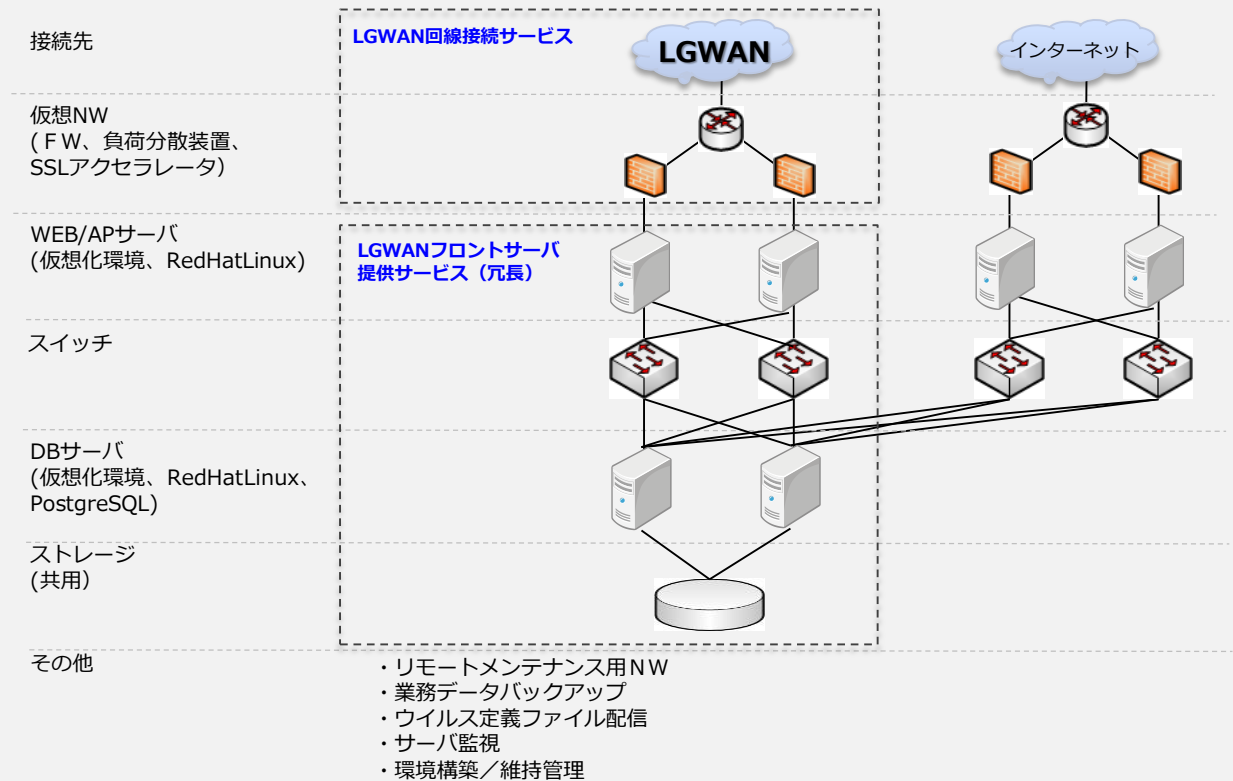 接続先
LGWAN回線接続サービス
LGWAN
インターネット
仮想NW
(ＦＷ、負荷分散装置、
SSLアクセラレータ）
WEB/APサーバ
(仮想化環境、RedHatLinux)
LGWANフロントサーバ
提供サービス（冗長）
スイッチ
DBサーバ
(仮想化環境、RedHatLinux、
PostgreSQL)
ストレージ
(共用）
その他
・リモートメンテナンス用ＮＷ
・業務データバックアップ
・ウイルス定義ファイル配信
・サーバ監視
・環境構築／維持管理